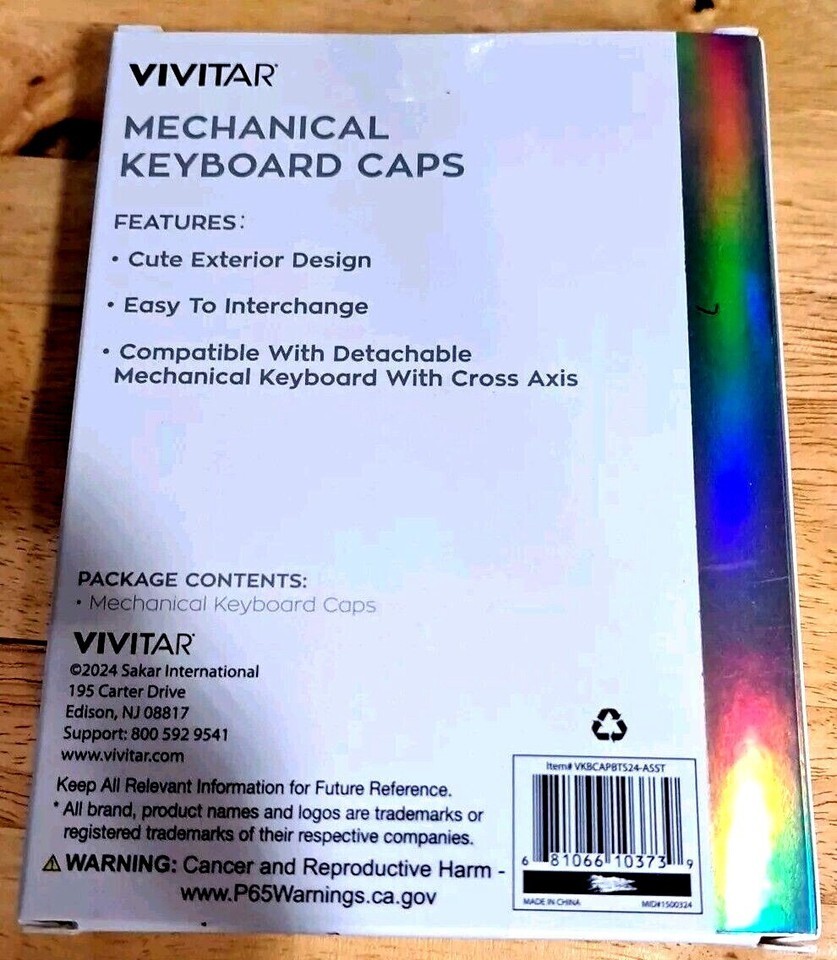 VIVITAR
MECHANICAL
KEYBOARD CAPS
FEATURES:
• Cute Exterior Design
• Easy To Interchange
• Compatible With Detachable
Mechanical Keyboard With Cross Axis
PACKAGE CONTENTS:
• Mechanical Keyboard Caps
VIVITAR
©2024 Sakar International
195 Carter Drive
Edison, NJ 08817
Support: 800 592 9541
www.vivitar.com
Keep All Relevant Information for Future Reference.
* All brand, product names and logos are trademarks or
registered trademarks of their respective companies.
⚠ WARNING: Cancer and Reproductive Harm -
www.P65Warnings.ca.gov
Item# VKBCAPBTS24-ASST
6 81066 10373 9
MADE IN CHINA MID#1500324